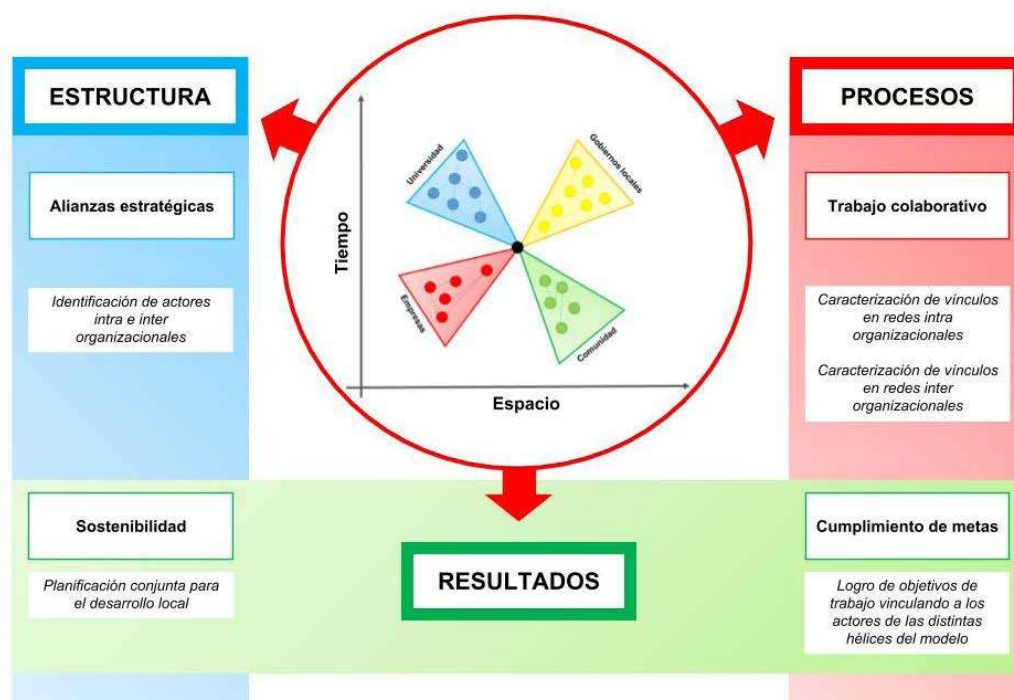 ESTRUCTURA
Alianzas estratégicas
Identificación de actores
intra e inter
organizacionales
Tiempo
Universidad
Gobiernos locales
Empresas
Comunidad
Espacio
PROCESOS
Trabajo colaborativo
Caracterización de vínculos
en redes intra
organizacionales
Caracterización de vínculos
en redes inter
organizacionales
Sostenibilidad
Planificación conjunta para
el desarrollo local
RESULTADOS
Cumplimiento de metas
Logro de objetivos de
trabajo vinculando a los
actores de las distintas
hélices del modelo